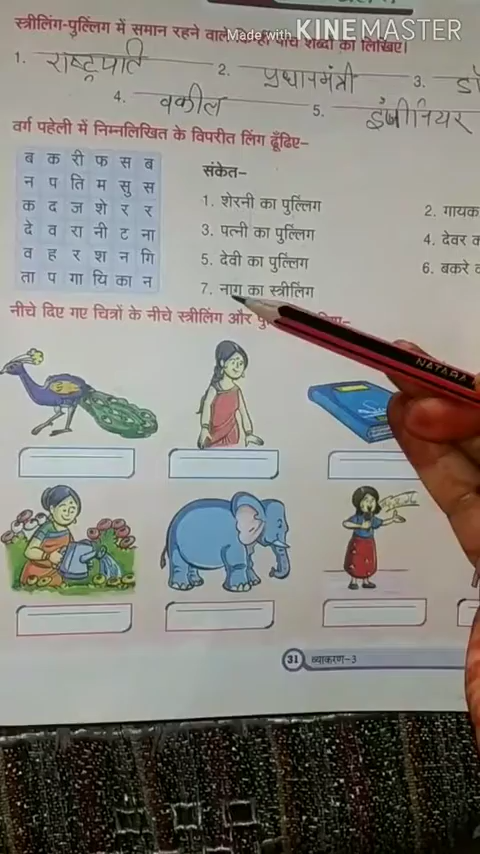 Made with KINEMASTER
स्त्रीलिंग-पुल्लिंग में समान रहने वाले किन्हीं पाँच शब्दों को लिखिए।
1. राष्ट्रपति 2. प्रधानमंत्री 3.
4. वकील 5. इंजीनियर
वर्ग पहेली में निम्नलिखित के विपरीत लिंग ढूँढिए–
ब क री फ स ब
न प ति म सु स
क द ज शे र र
दे व रा नी ट ना
व ह र श न गि
ता प गा यि का न
संकेत–
1. शेरनी का पुल्लिंग 2. गायक
3. पत्नी का पुल्लिंग 4. देवर
5. देवी का पुल्लिंग 6. बकरे
7. नाग का स्त्रीलिंग
नीचे दिए गए चित्रों के नीचे स्त्रीलिंग और
NATARA
31 व्याकरण–3